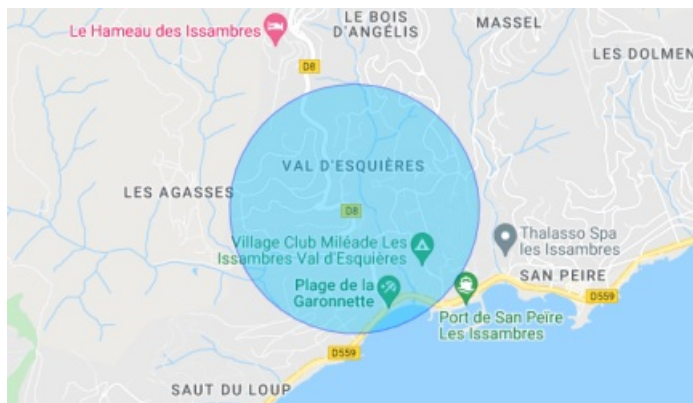 LE BOIS
D'ANGÉLIS
MASSEL
Le Hameau des Issambres
D8
LES DOLMEN
VAL D'ESQUIÈRES
LES AGASSES
D8
Village Club Miléade Les
Issambres Val d'Esquières
Thalasso Spa
les Issambres
SAN PEIRE
Plage de la
Garonnette
D559
Port de San Peïre
Les Issambres
D559
SAUT DU LOUP